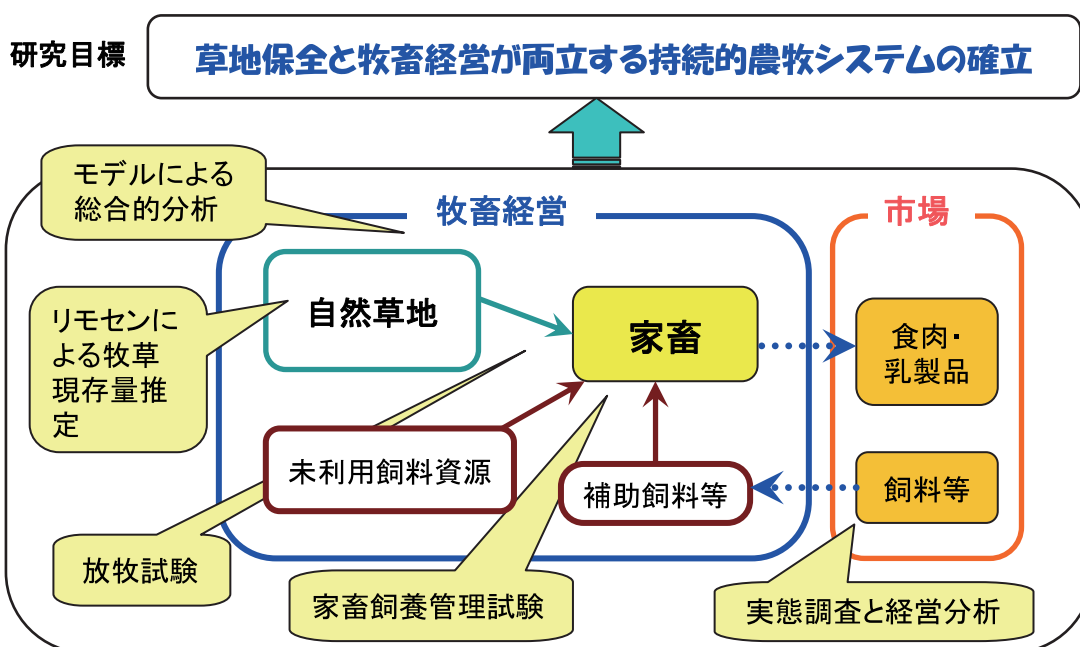 研究目標
草地保全と牧畜経営が両立する持続的農牧システムの確立
モデルによる
総合的分析
牧畜経営
市場
自然草地
リモセンに
よる牧草
現存量推
定
家畜
食肉・
乳製品
未利用飼料資源
補助飼料等
飼料等
放牧試験
家畜飼養管理試験
実態調査と経営分析